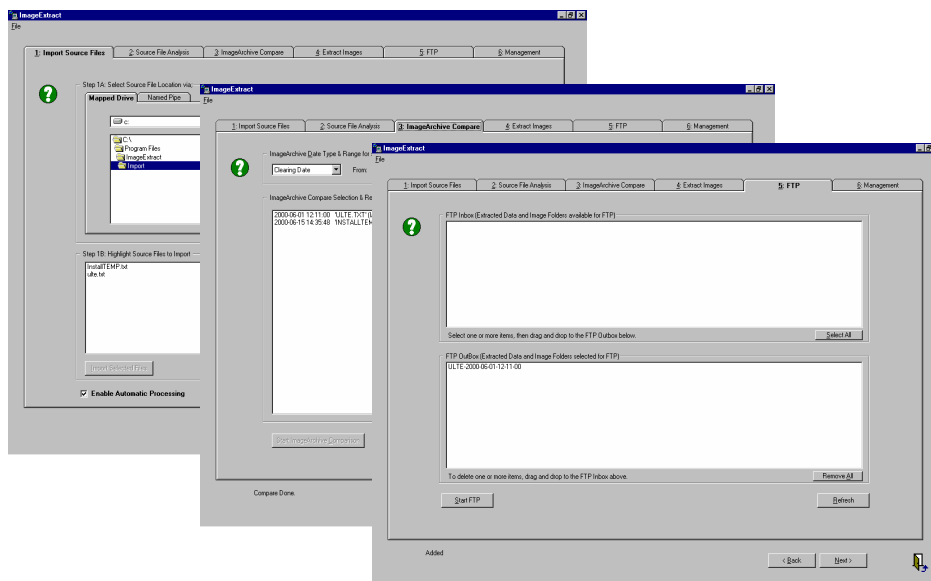 ImageExtract
File
1: Import Source Files
2: Source File Analysis
3: ImageArchive Compare
4: Extract Images
5: FTP
6: Management
Step 1A: Select Source File Location via;
Mapped Drive
Named Pipe
c:
C:\
Program Files
ImageExtract
Import
Step 1B: Highlight Source Files to Import
InstallTEMP.txt
ulte.txt
Import Selected Files
Enable Automatic Processing
ImageExtract
File
1: Import Source Files
2: Source File Analysis
3: ImageArchive Compare
4: Extract Images
5: FTP
6: Management
ImageArchive Date Type & Range for
Clearing Date
From:
ImageArchive Compare Selection & Re
2000-06-01 12:11:00 'ULTE.TXT'
2000-06-15 14:35:48 'INSTALLTEM
Start ImageArchive Comparison
Compare Done.
ImageExtract
File
1: Import Source Files
2: Source File Analysis
3: ImageArchive Compare
4: Extract Images
5: FTP
6: Management
FTP Inbox (Extracted Data and Image Folders available for FTP)
Select one or more items, then drag and drop to the FTP Outbox below.
Select All
FTP OutBox (Extracted Data and Image Folders selected for FTP)
ULTE-2000-06-01-12-11-00
To delete one or more items, drag and drop to the FTP Inbox above.
Remove All
Start FTP
Refresh
Added
< Back
Next >